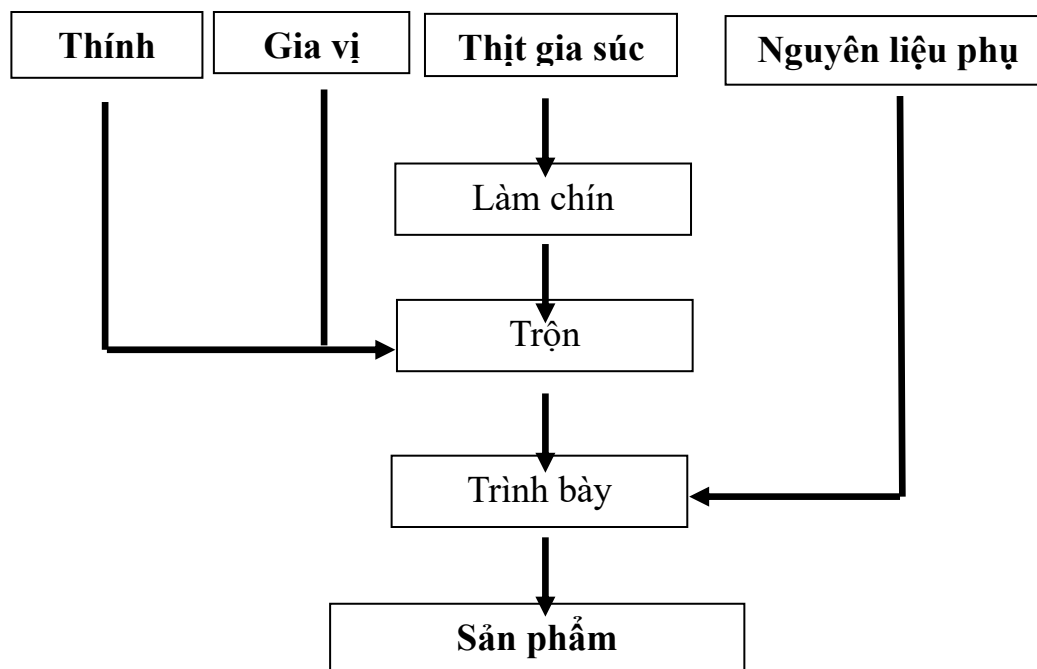 Thính
Gia vị
Thịt gia súc
Nguyên liệu phụ
Làm chín
Trộn
Trình bày
Sản phẩm